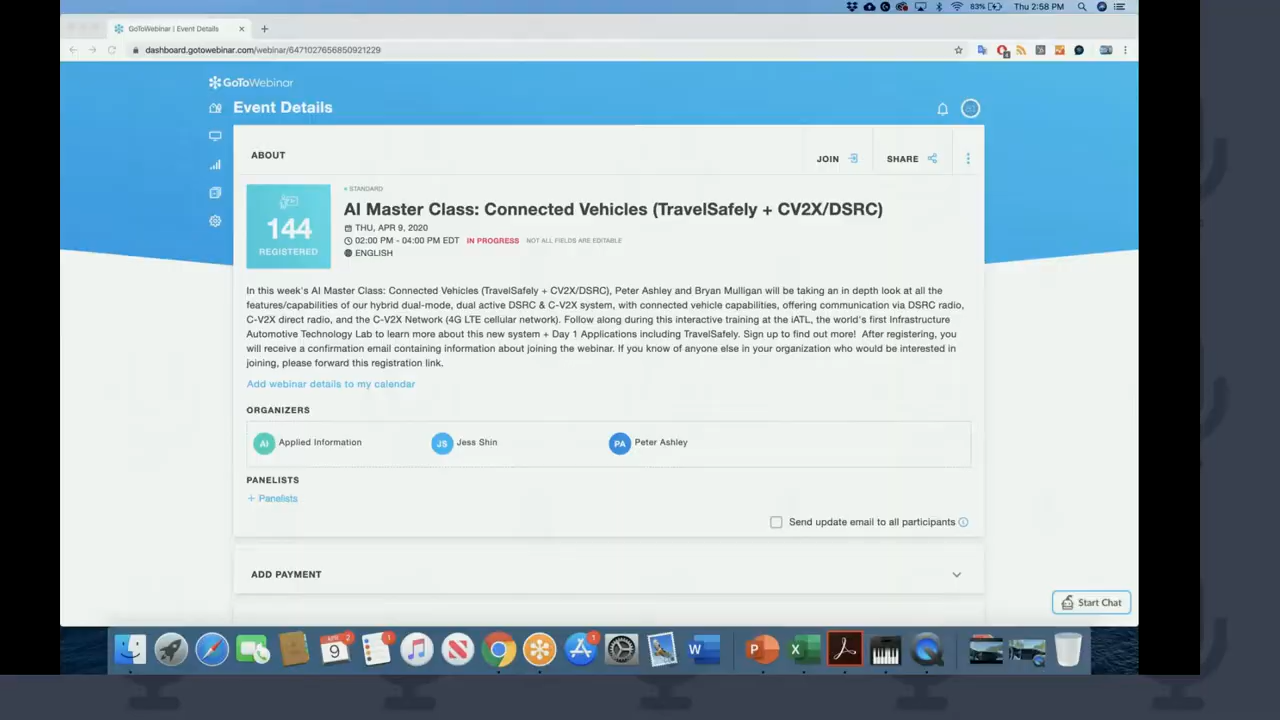 83% Thu 2:58 PM
GoToWebinar | Event Details
dashboard.gotowebinar.com/webinar/6471027656850921229
GoToWebinar
Event Details
ABOUT
JOIN
SHARE
STANDARD
144
REGISTERED
AI Master Class: Connected Vehicles (TravelSafely + CV2X/DSRC)
THU, APR 9, 2020
02:00 PM - 04:00 PM EDT IN PROGRESS NOT ALL FIELDS ARE EDITABLE
ENGLISH
In this week's AI Master Class: Connected Vehicles (TravelSafely + CV2X/DSRC), Peter Ashley and Bryan Mulligan will be taking an in depth look at all the
features/capabilities of our hybrid dual-mode, dual active DSRC & C-V2X system, with connected vehicle capabilities, offering communication via DSRC radio,
C-V2X direct radio, and the C-V2X Network (4G LTE cellular network). Follow along during this interactive training at the iATL, the world's first Infrastructure
Automotive Technology Lab to learn more about this new system + Day 1 Applications including TravelSafely. Sign up to find out more! After registering, you
will receive a confirmation email containing information about joining the webinar. If you know of anyone else in your organization who would be interested in
joining, please forward this registration link.
Add webinar details to my calendar
ORGANIZERS
AI Applied Information
JS Jess Shin
PA Peter Ashley
PANELISTS
+ Panelists
Send update email to all participants
ADD PAYMENT
Start Chat
APR
9
2
1
N
1
W
P
X